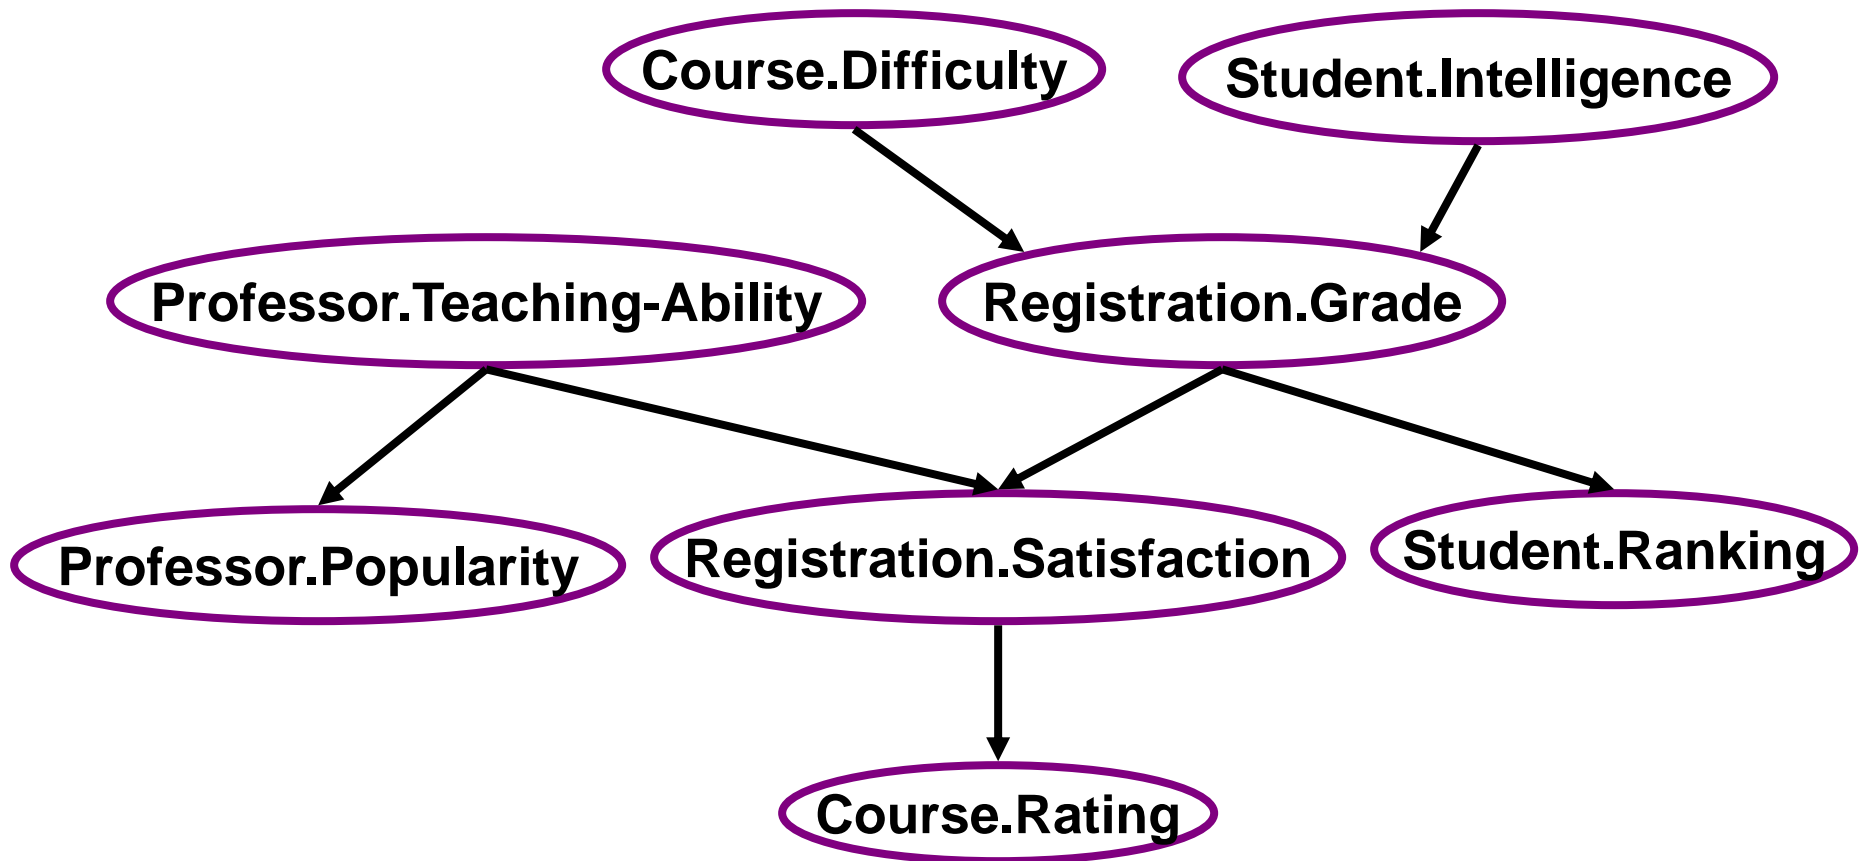 Course.Difficulty
Student.Intelligence
Professor.Teaching-Ability
Registration.Grade
Professor.Popularity
Registration.Satisfaction
Student.Ranking
Course.Rating